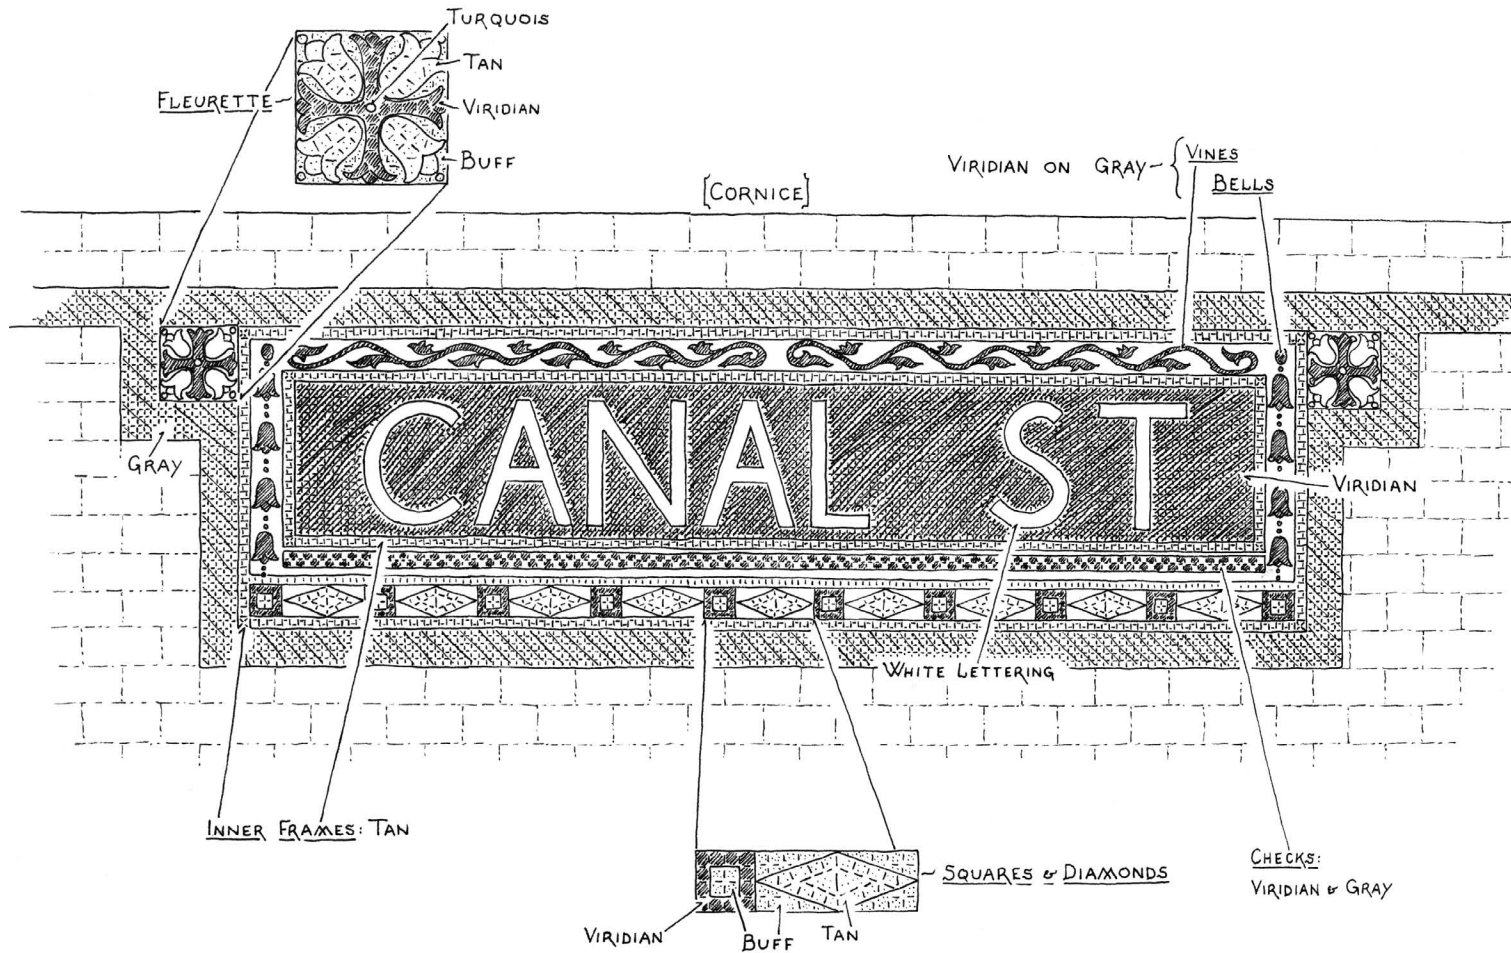 TURQUOIS
TAN
FLEURETTE
VIRIDIAN
BUFF
VIRIDIAN ON GRAY
VINES
BELLS
[CORNICE]
CANAL ST
GRAY
VIRIDIAN
WHITE LETTERING
INNER FRAMES: TAN
SQUARES & DIAMONDS
CHECKS:
VIRIDIAN & GRAY
VIRIDIAN
BUFF
TAN